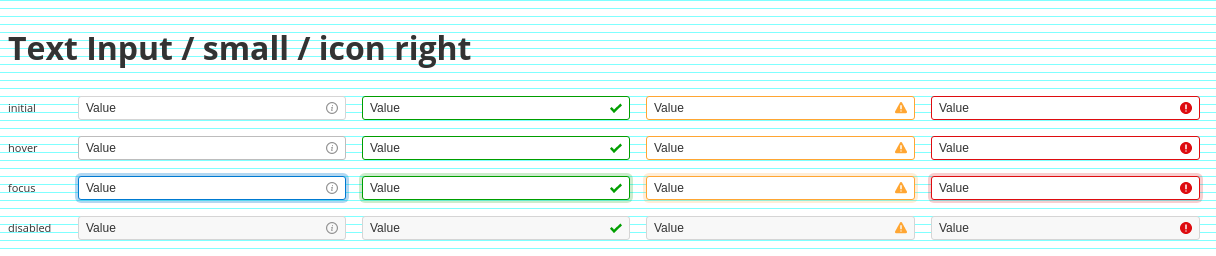 Text Input / small / icon right
initial Value Value Value Value
hover Value Value Value Value
focus Value Value Value Value
disabled Value Value Value Value